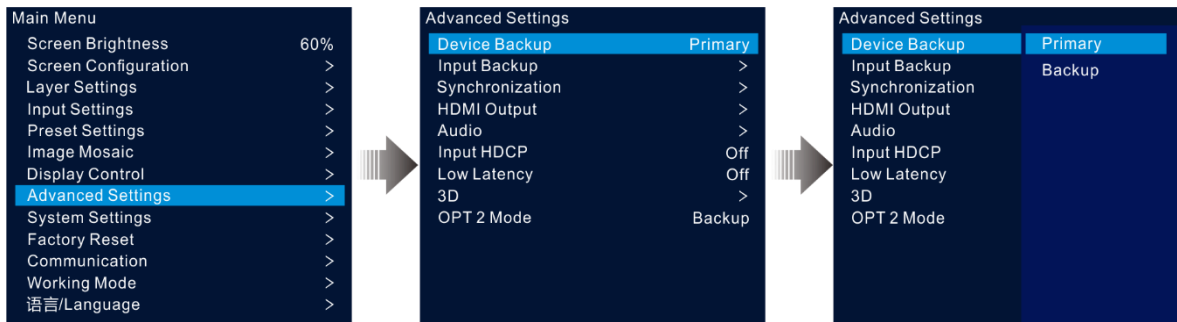 Main Menu
Screen Brightness 60%
Screen Configuration >
Layer Settings >
Input Settings >
Preset Settings >
Image Mosaic >
Display Control >
Advanced Settings >
System Settings >
Factory Reset >
Communication >
Working Mode >
语言/Language >
Advanced Settings
Device Backup Primary
Input Backup >
Synchronization >
HDMI Output >
Audio >
Input HDCP Off
Low Latency Off
3D >
OPT 2 Mode Backup
Advanced Settings
Device Backup Primary
Input Backup Backup
Synchronization
HDMI Output
Audio
Input HDCP
Low Latency
3D
OPT 2 Mode